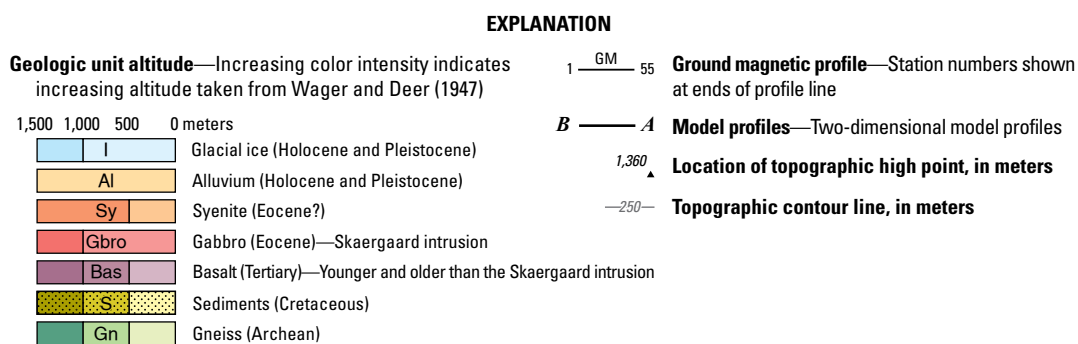 EXPLANATION
Geologic unit altitude—Increasing color intensity indicates
increasing altitude taken from Wager and Deer (1947)
1,500 1,000 500 0 meters
I Glacial ice (Holocene and Pleistocene)
Al Alluvium (Holocene and Pleistocene)
Sy Syenite (Eocene?)
Gbro Gabbro (Eocene)—Skaergaard intrusion
Bas Basalt (Tertiary)—Younger and older than the Skaergaard intrusion
S Sediments (Cretaceous)
Gn Gneiss (Archean)
1 GM 55 Ground magnetic profile—Station numbers shown
at ends of profile line
B A Model profiles—Two-dimensional model profiles
1,360 Location of topographic high point, in meters
250 Topographic contour line, in meters